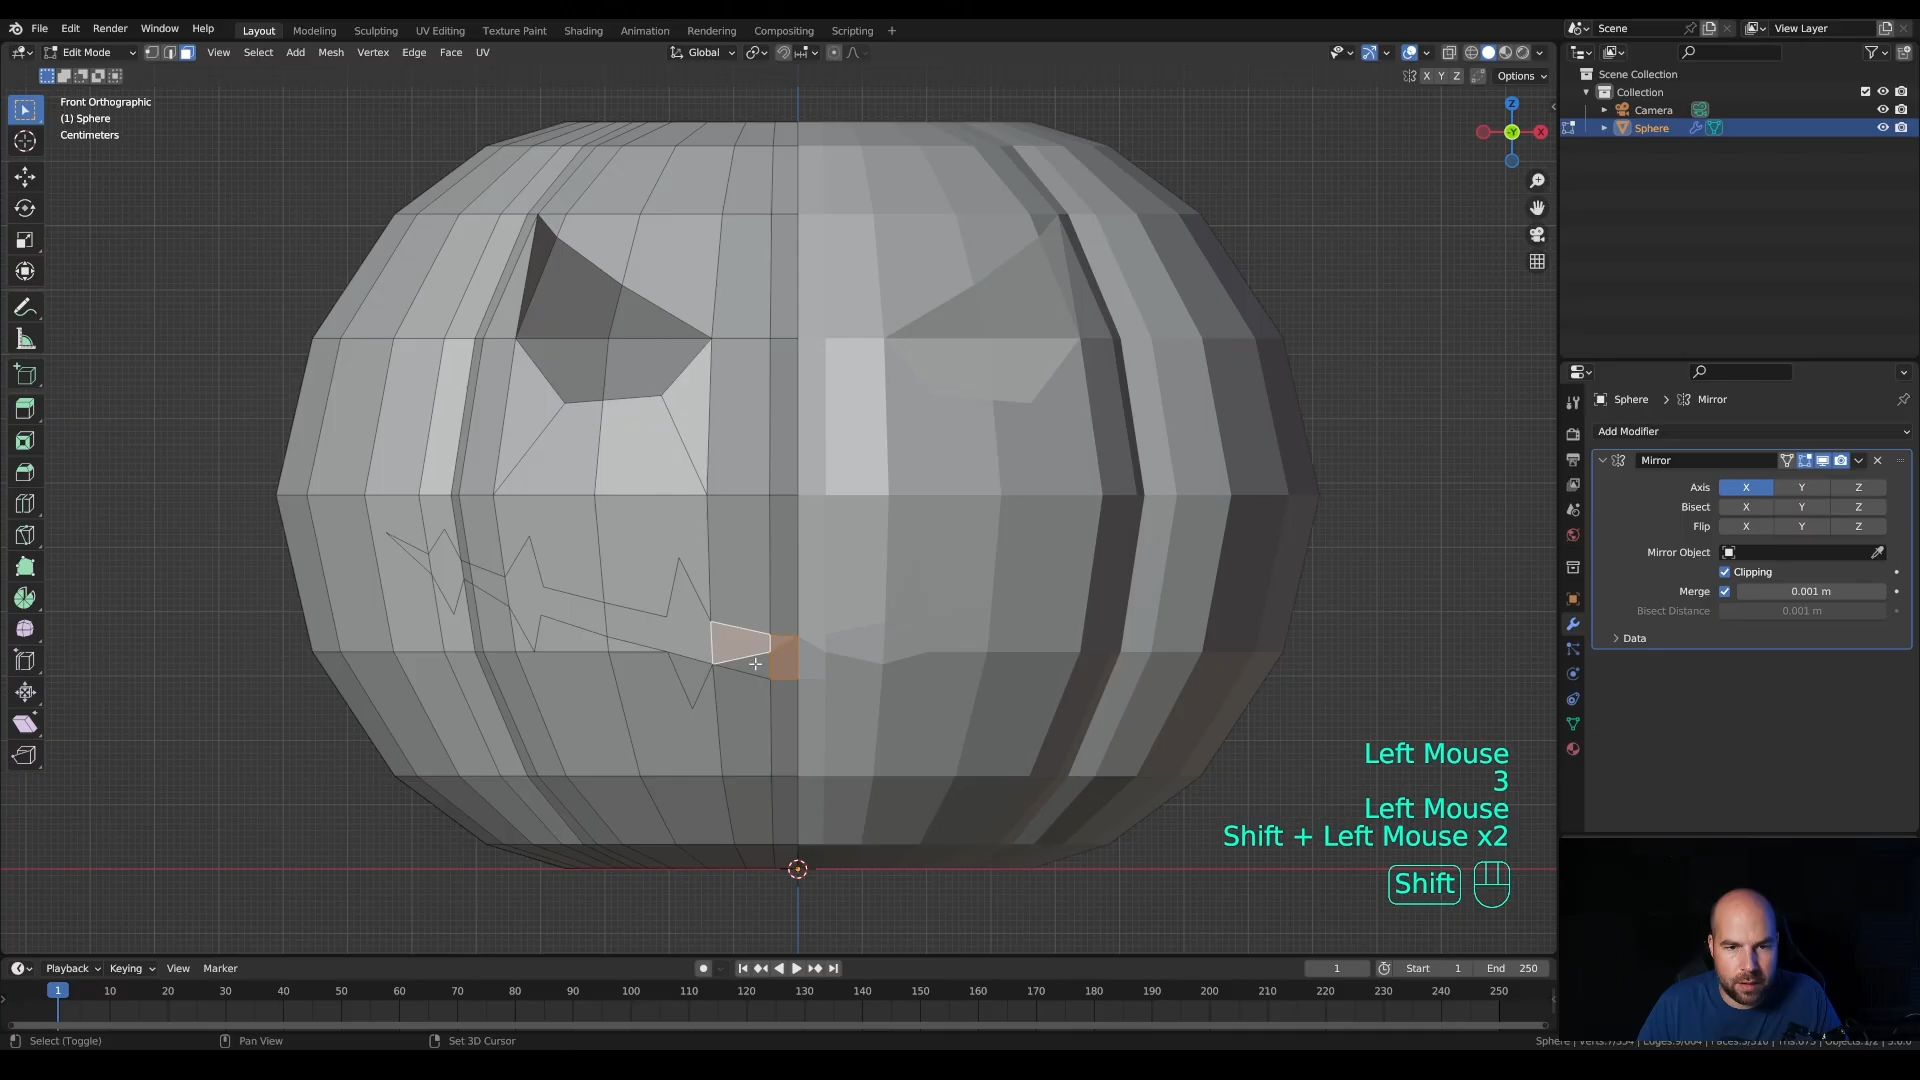 File Edit Render Window Help Layout Modeling Sculpting UV Editing Texture Paint Shading Animation Rendering Compositing Scripting + Scene View Layer
Edit Mode View Select Add Mesh Vertex Edge Face UV Global
X Y Z Options
Front Orthographic
(1) Sphere
Centimeters
Z
-Y X
Scene Collection
Collection
Camera
Sphere
Sphere > Mirror
Add Modifier
Mirror
Axis X Y Z
Bisect X Y Z
Flip X Y Z
Mirror Object
Clipping
Merge 0.001 m
Bisect Distance 0.001 m
Data
Left Mouse
3
Left Mouse
Shift + Left Mouse x2
Shift
Playback Keying View Marker 1 Start 1 End 250
1 10 20 30 40 50 60 70 80 90 100 110 120 130 140 150 160 170 180 190 200 210 220 230 240 250
Select (Toggle) Pan View Set 3D Cursor